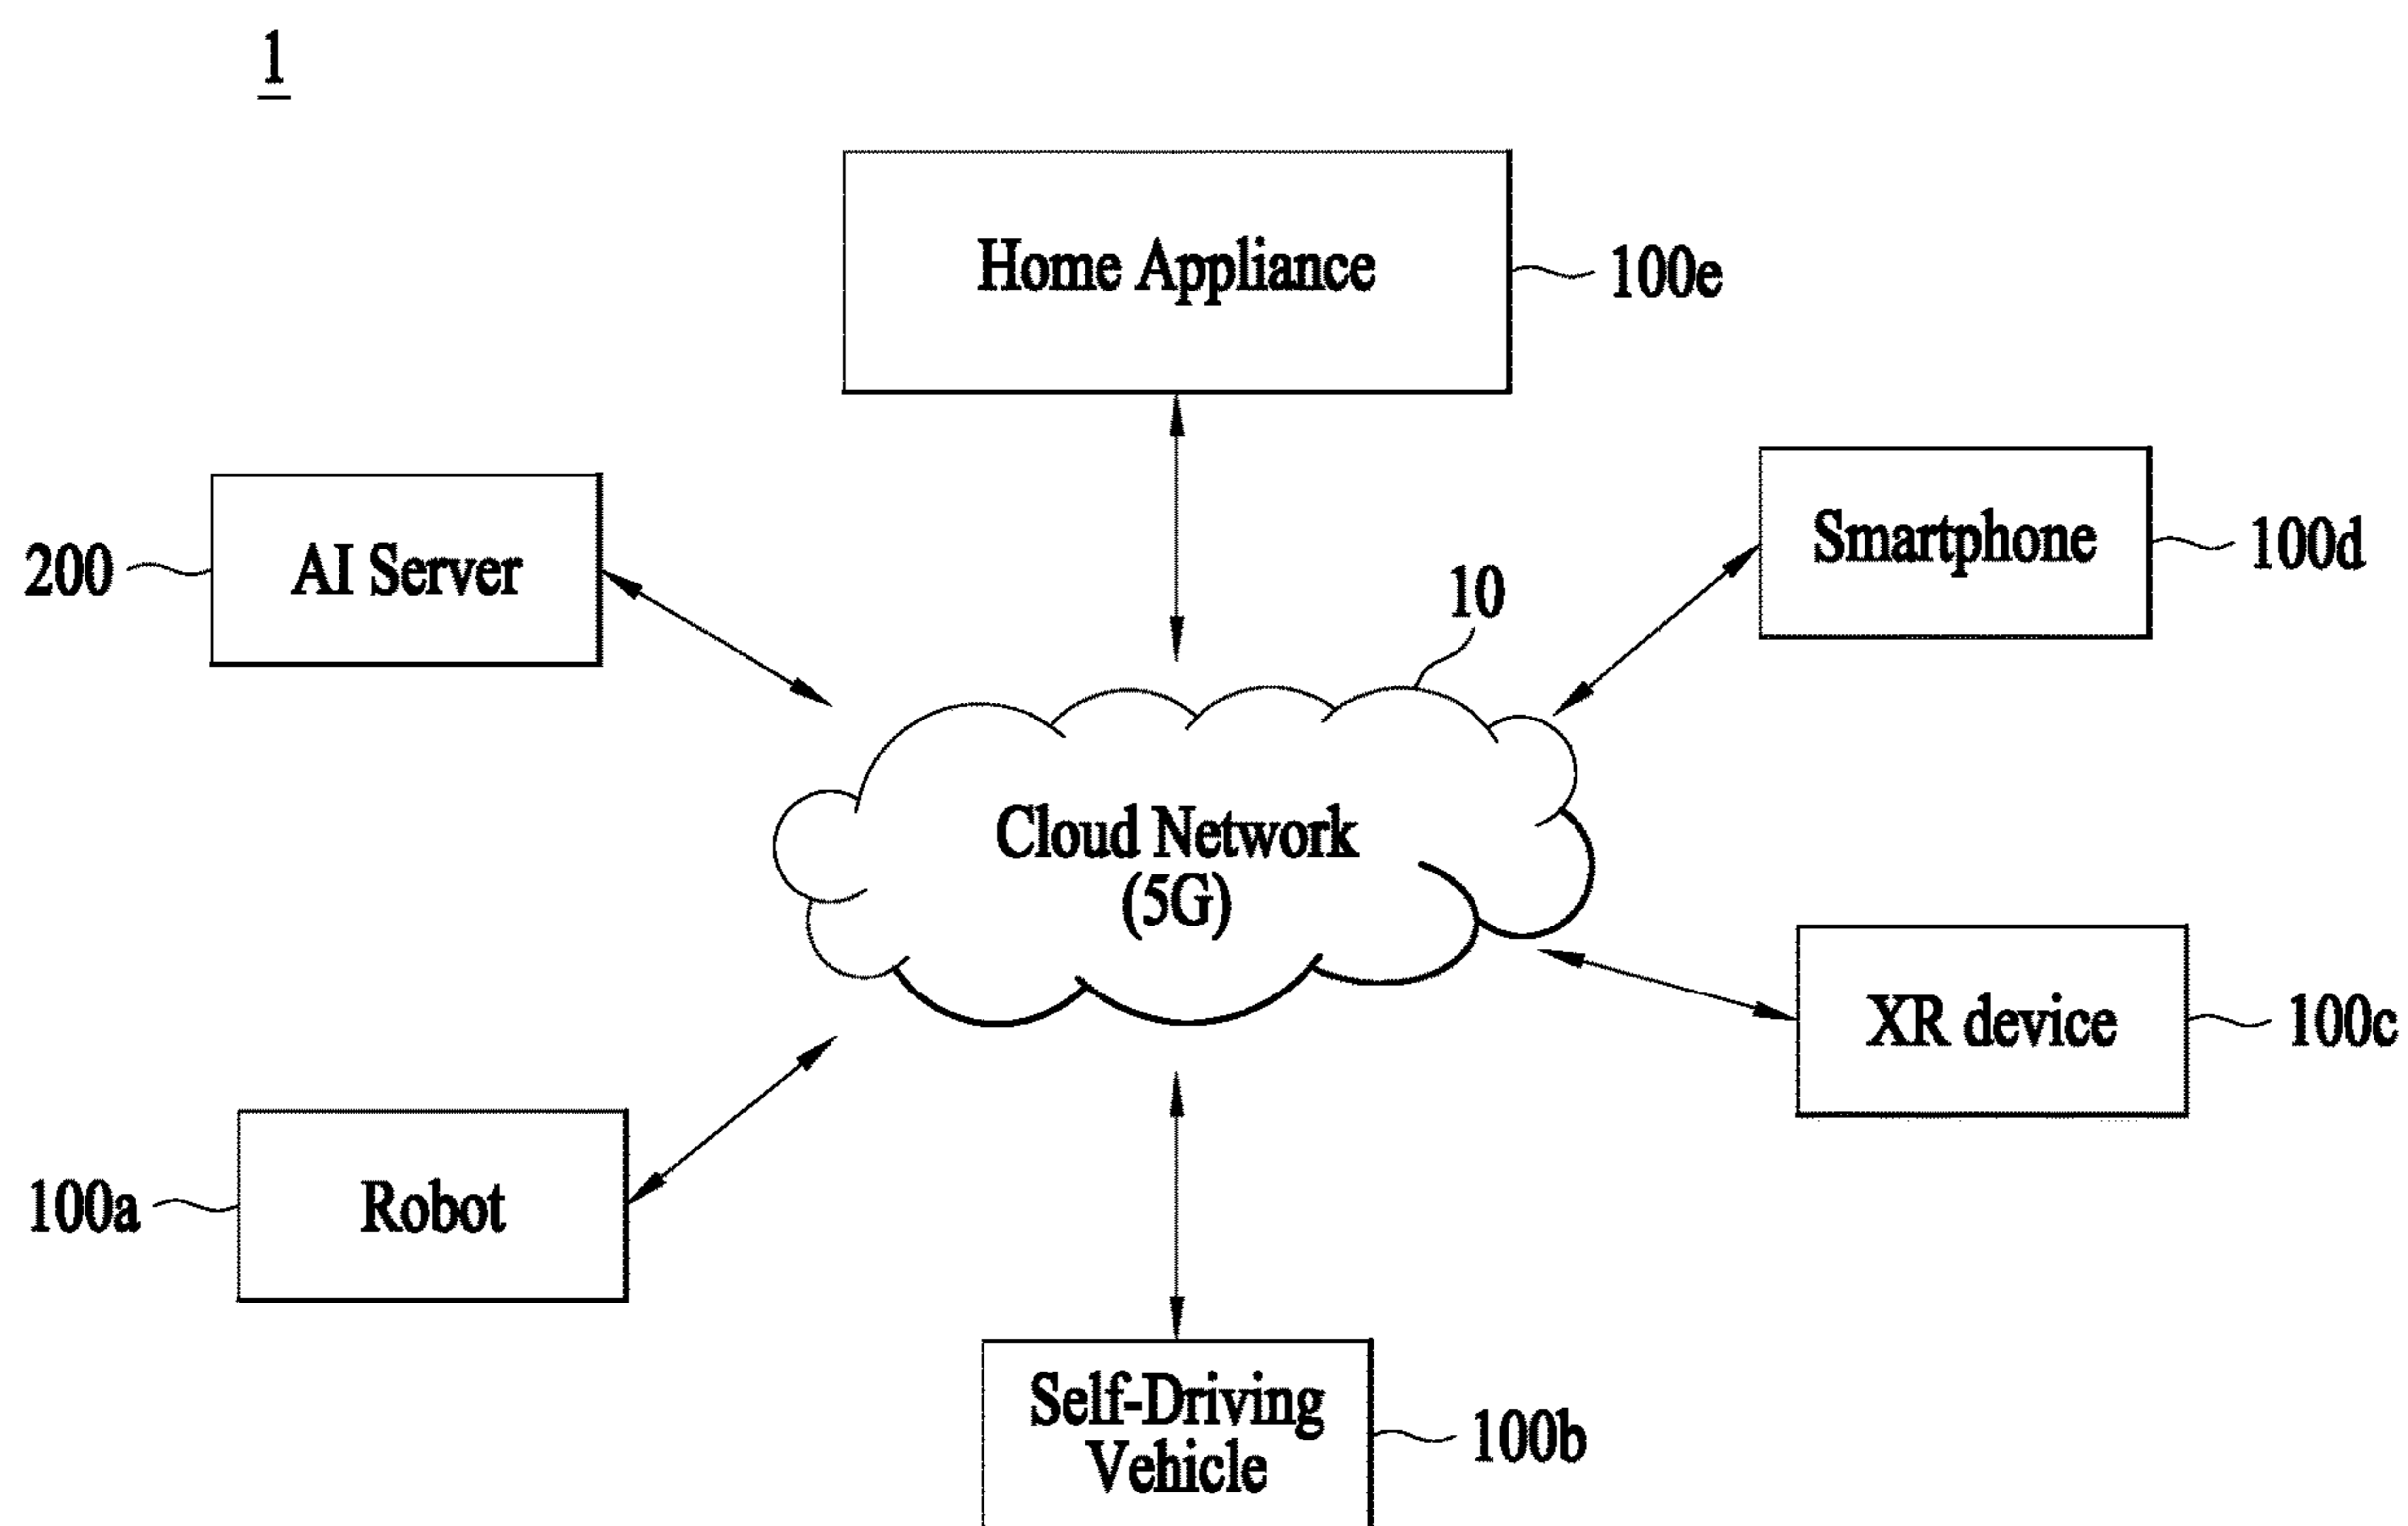 1
Home Appliance
100e
AI Server
200
Smartphone
100d
10
Cloud Network
(5G)
XR device
100c
Robot
100a
Self-Driving
Vehicle
100b